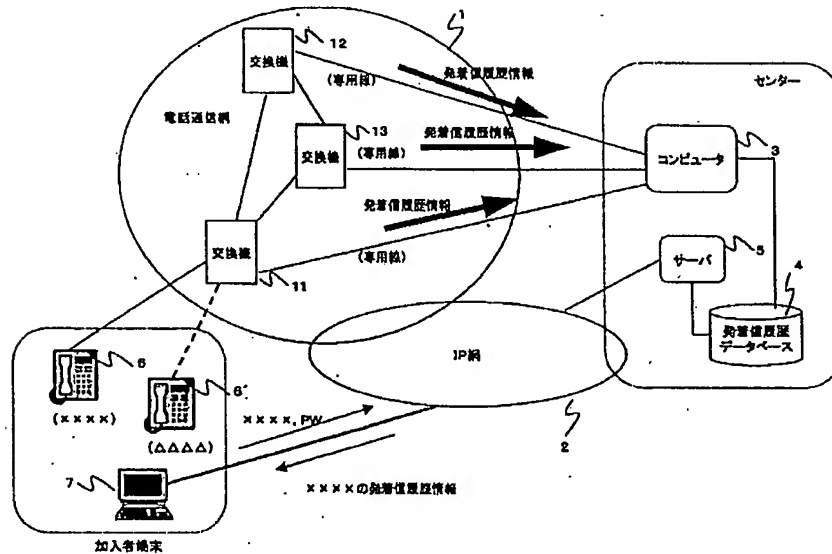 1
12
交換機
(専用線)
発着信履歴情報
センター
電話通信網
13
交換機
(専用線)
発着信履歴情報
コンピュータ
3
発着信履歴情報
交換機
(専用線)
11
サーバ
5
4
発着信履歴
データベース
IP網
2
6
(××××)
6'
(△△△△)
××××, PW
7
××××の発着信履歴情報
加入者端末